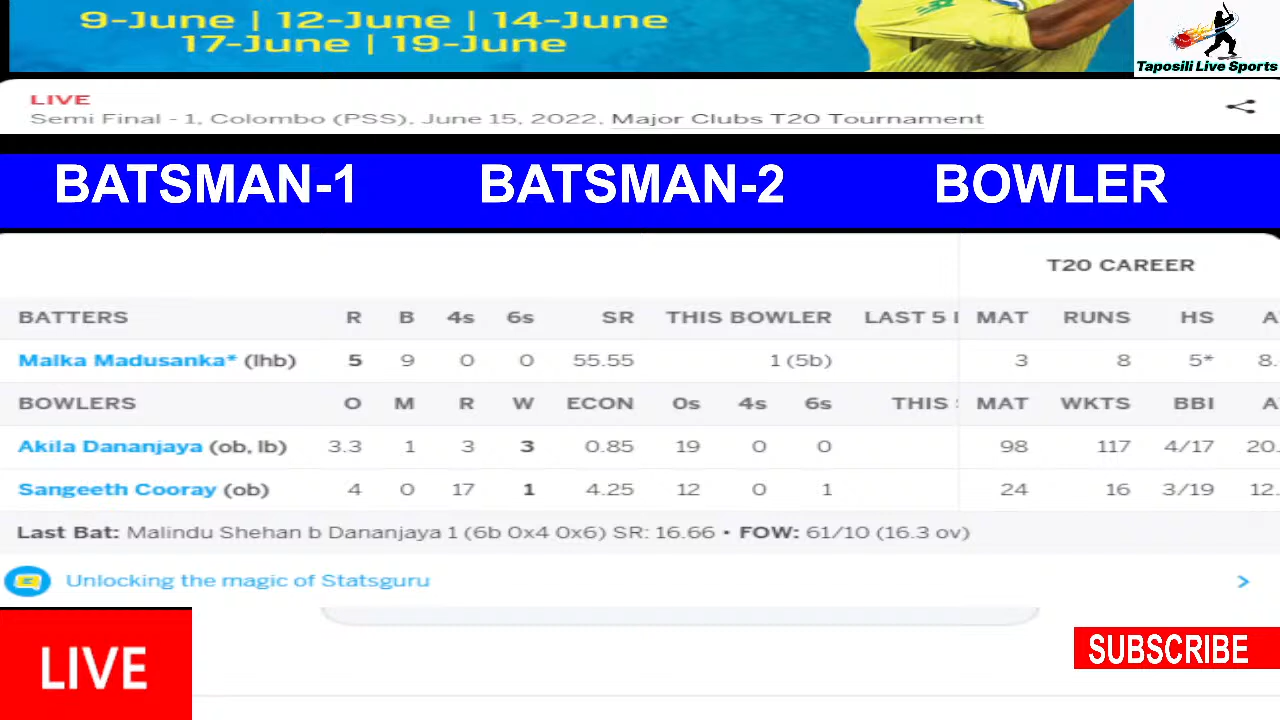 9-June | 12-June | 14-June
17-June | 19-June
Taposili Live Sports
LIVE
Semi Final - 1, Colombo (PSS), June 15, 2022, Major Clubs T20 Tournament
BATSMAN-1 BATSMAN-2 BOWLER
T20 CAREER
BATTERS R B 4s 6s SR THIS BOWLER LAST 5 MAT RUNS HS
Malka Madusanka* (lhb) 5 9 0 0 55.55 1 (5b) 3 8 5* 8.
BOWLERS O M R W ECON 0s 4s 6s THIS MAT WKTS BBI
Akila Dananjaya (ob, lb) 3.3 1 3 3 0.85 19 0 0 98 117 4/17 20.
Sangeeth Cooray (ob) 4 0 17 1 4.25 12 0 1 24 16 3/19 12.
Last Bat: Malindu Shehan b Dananjaya 1 (6b 0x4 0x6) SR: 16.66 • FOW: 61/10 (16.3 ov)
Unlocking the magic of Statsguru
LIVE
SUBSCRIBE